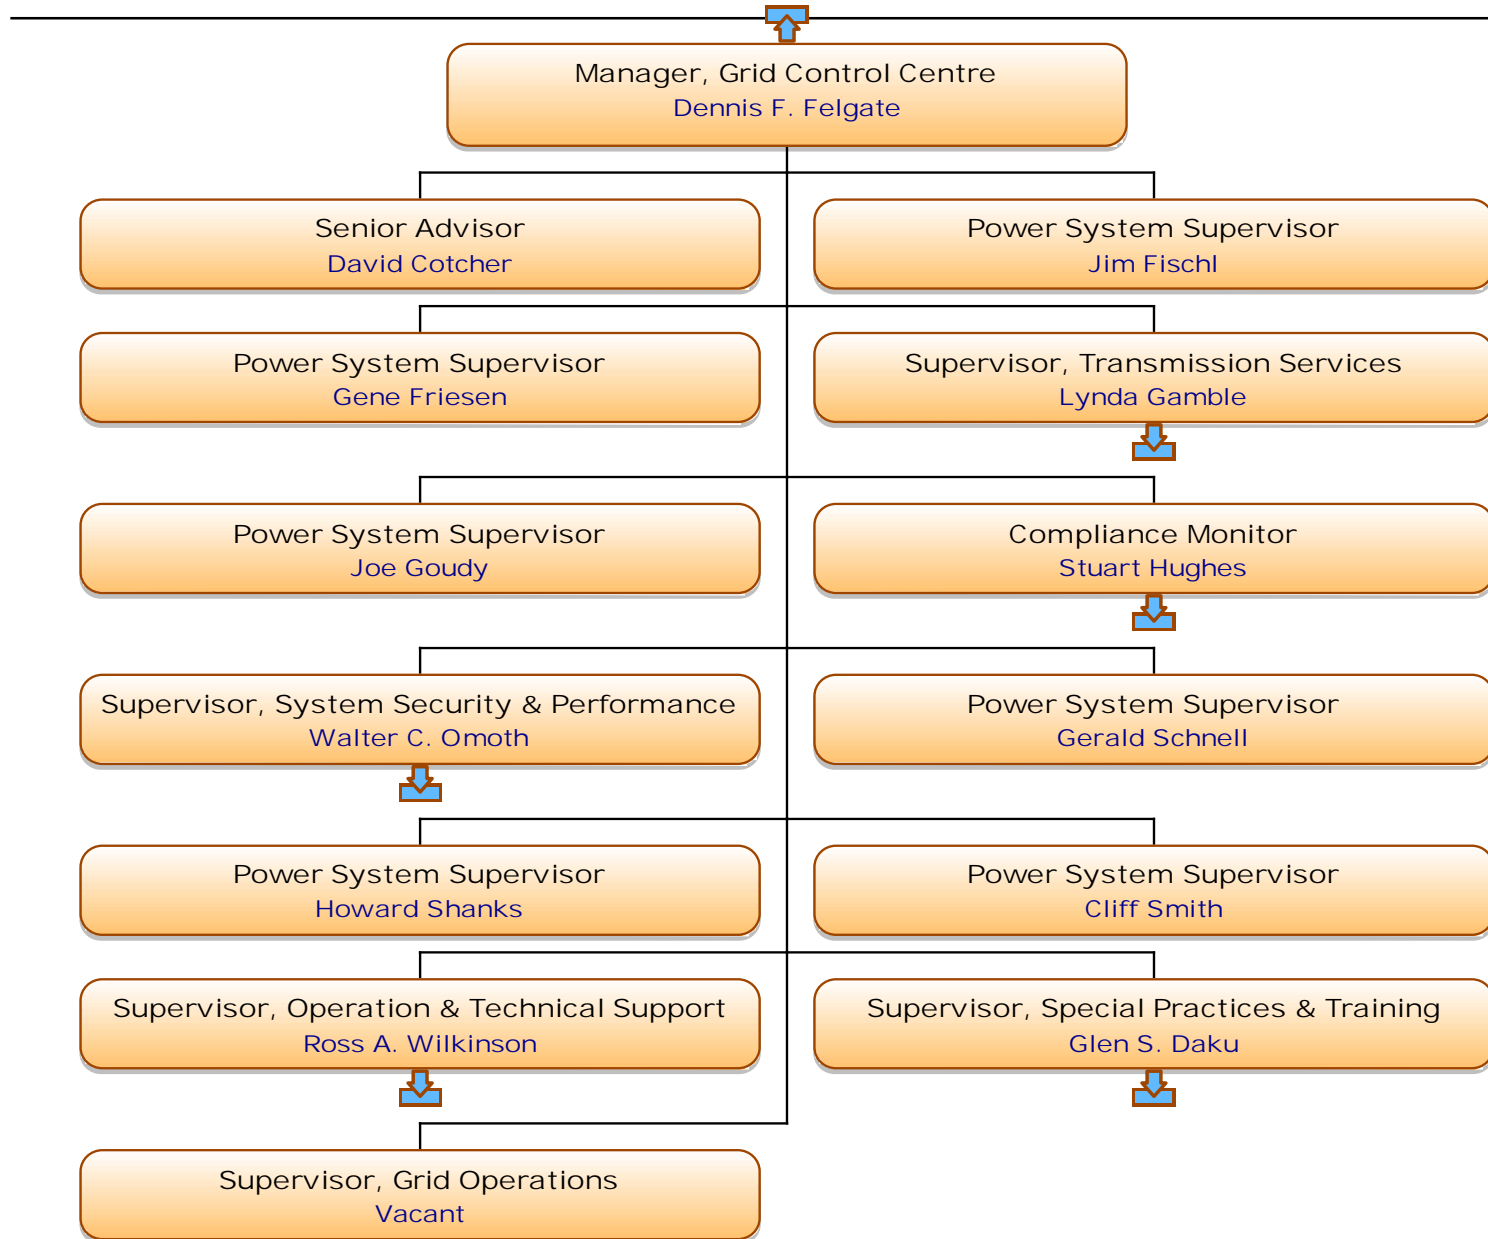 Manager, Grid Control Centre
Dennis F. Felgate
Senior Advisor
David Cotcher
Power System Supervisor
Jim Fischl
Power System Supervisor
Gene Friesen
Supervisor, Transmission Services
Lynda Gamble
Power System Supervisor
Joe Goudy
Compliance Monitor
Stuart Hughes
Supervisor, System Security & Performance
Walter C. Omoth
Power System Supervisor
Gerald Schnell
Power System Supervisor
Howard Shanks
Power System Supervisor
Cliff Smith
Supervisor, Operation & Technical Support
Ross A. Wilkinson
Supervisor, Special Practices & Training
Glen S. Daku
Supervisor, Grid Operations
Vacant